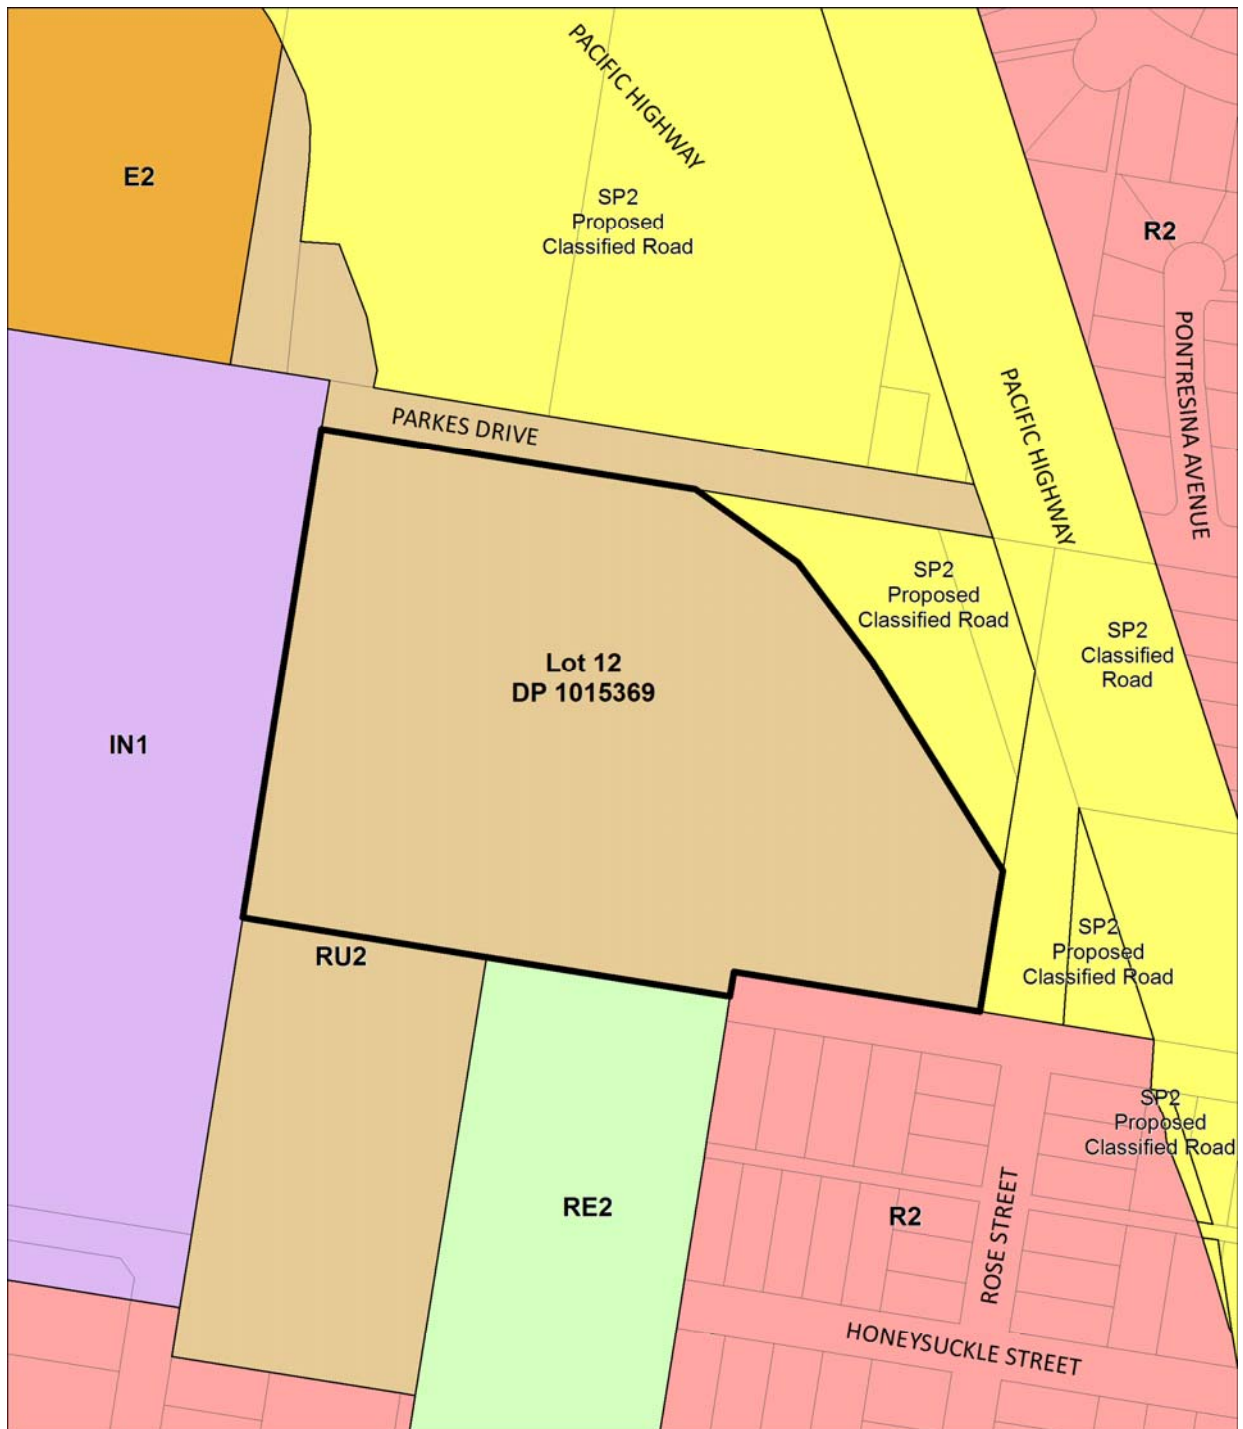 PACIFIC HIGHWAY
E2
SP2
Proposed
Classified Road
R2
PONTRESINA AVENUE
PARKES DRIVE
PACIFIC HIGHWAY
SP2
Proposed
Classified Road
SP2
Classified
Road
Lot 12
DP 1015369
IN1
RU2
SP2
Proposed
Classified Road
SP2
Proposed
Classified Road
RE2
R2
ROSE STREET
HONEYSUCKLE STREET